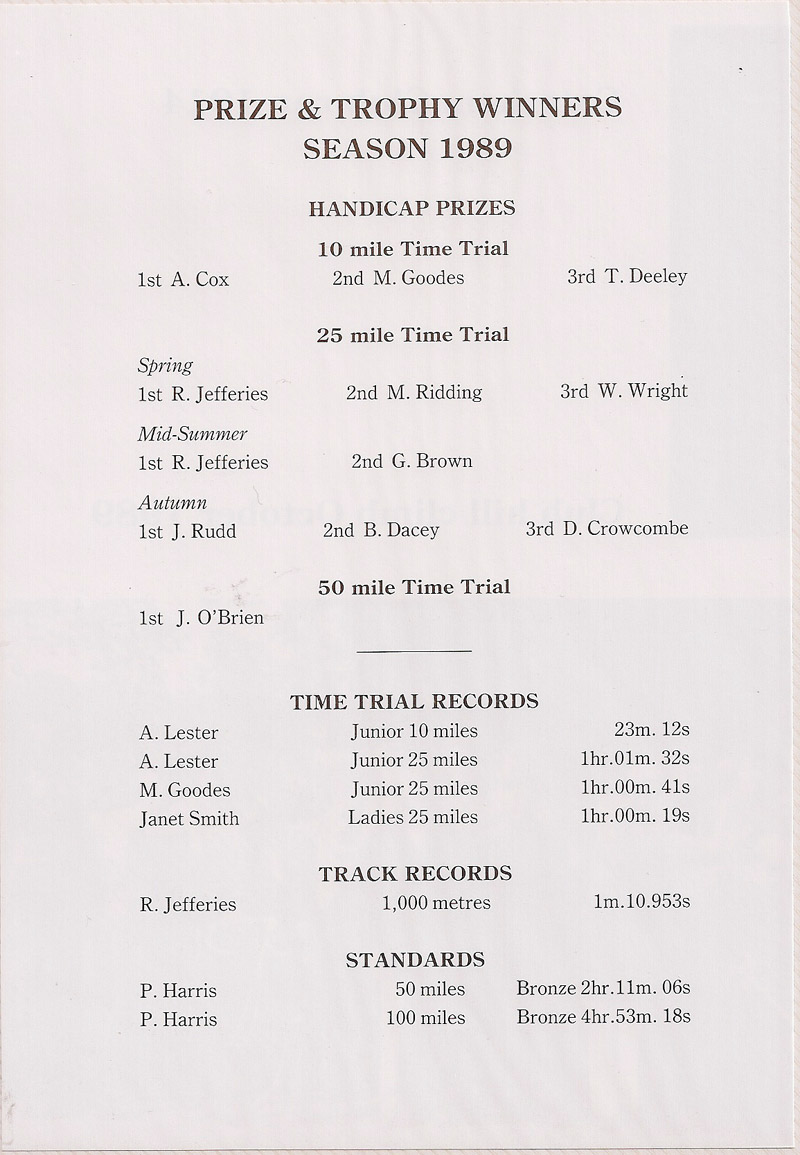 PRIZE & TROPHY WINNERS
SEASON 1989
HANDICAP PRIZES
10 mile Time Trial
1st A. Cox 2nd M. Goodes 3rd T. Deeley
25 mile Time Trial
Spring
1st R. Jefferies 2nd M. Ridding 3rd W. Wright
Mid-Summer
1st R. Jefferies 2nd G. Brown
Autumn
1st J. Rudd 2nd B. Dacey 3rd D. Crowcombe
50 mile Time Trial
1st J. O'Brien
TIME TRIAL RECORDS
A. Lester Junior 10 miles 23m. 12s
A. Lester Junior 25 miles 1hr.01m. 32s
M. Goodes Junior 25 miles 1hr.00m. 41s
Janet Smith Ladies 25 miles 1hr.00m. 19s
TRACK RECORDS
R. Jefferies 1,000 metres 1m.10.953s
STANDARDS
P. Harris 50 miles Bronze 2hr.11m. 06s
P. Harris 100 miles Bronze 4hr.53m. 18s